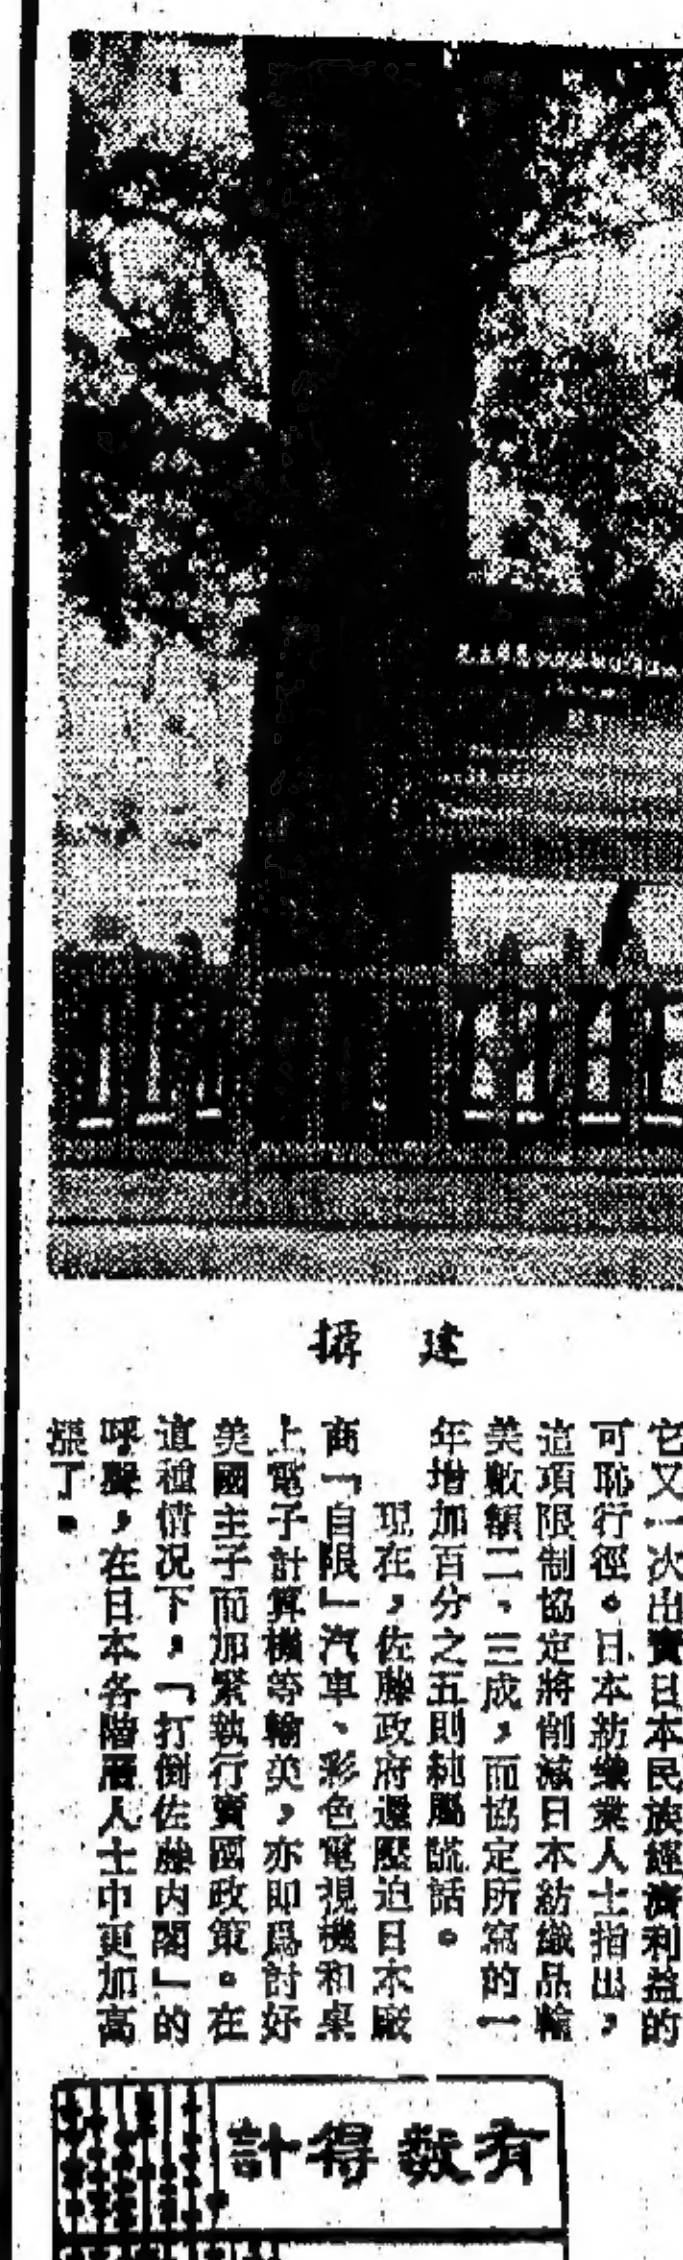 建　攝
它又一次出賣日本民族經濟利益的
可恥行徑。日本紡織業人士指出，
這項限制協定將削減日本紡織品輸
美數額二、三成，而協定所寫的一
年增加百分之五則純屬謊話。
現在，佐藤政府還壓迫日本廠
商「自限」汽車、彩色電視機和桌
上電子計算機等輸美，亦即爲討好
美國主子而加緊執行賣國政策。在
這種情况下，「打倒佐藤内閣」的
呼聲，在日本各階層人士中更加高
漲了。
有數得計